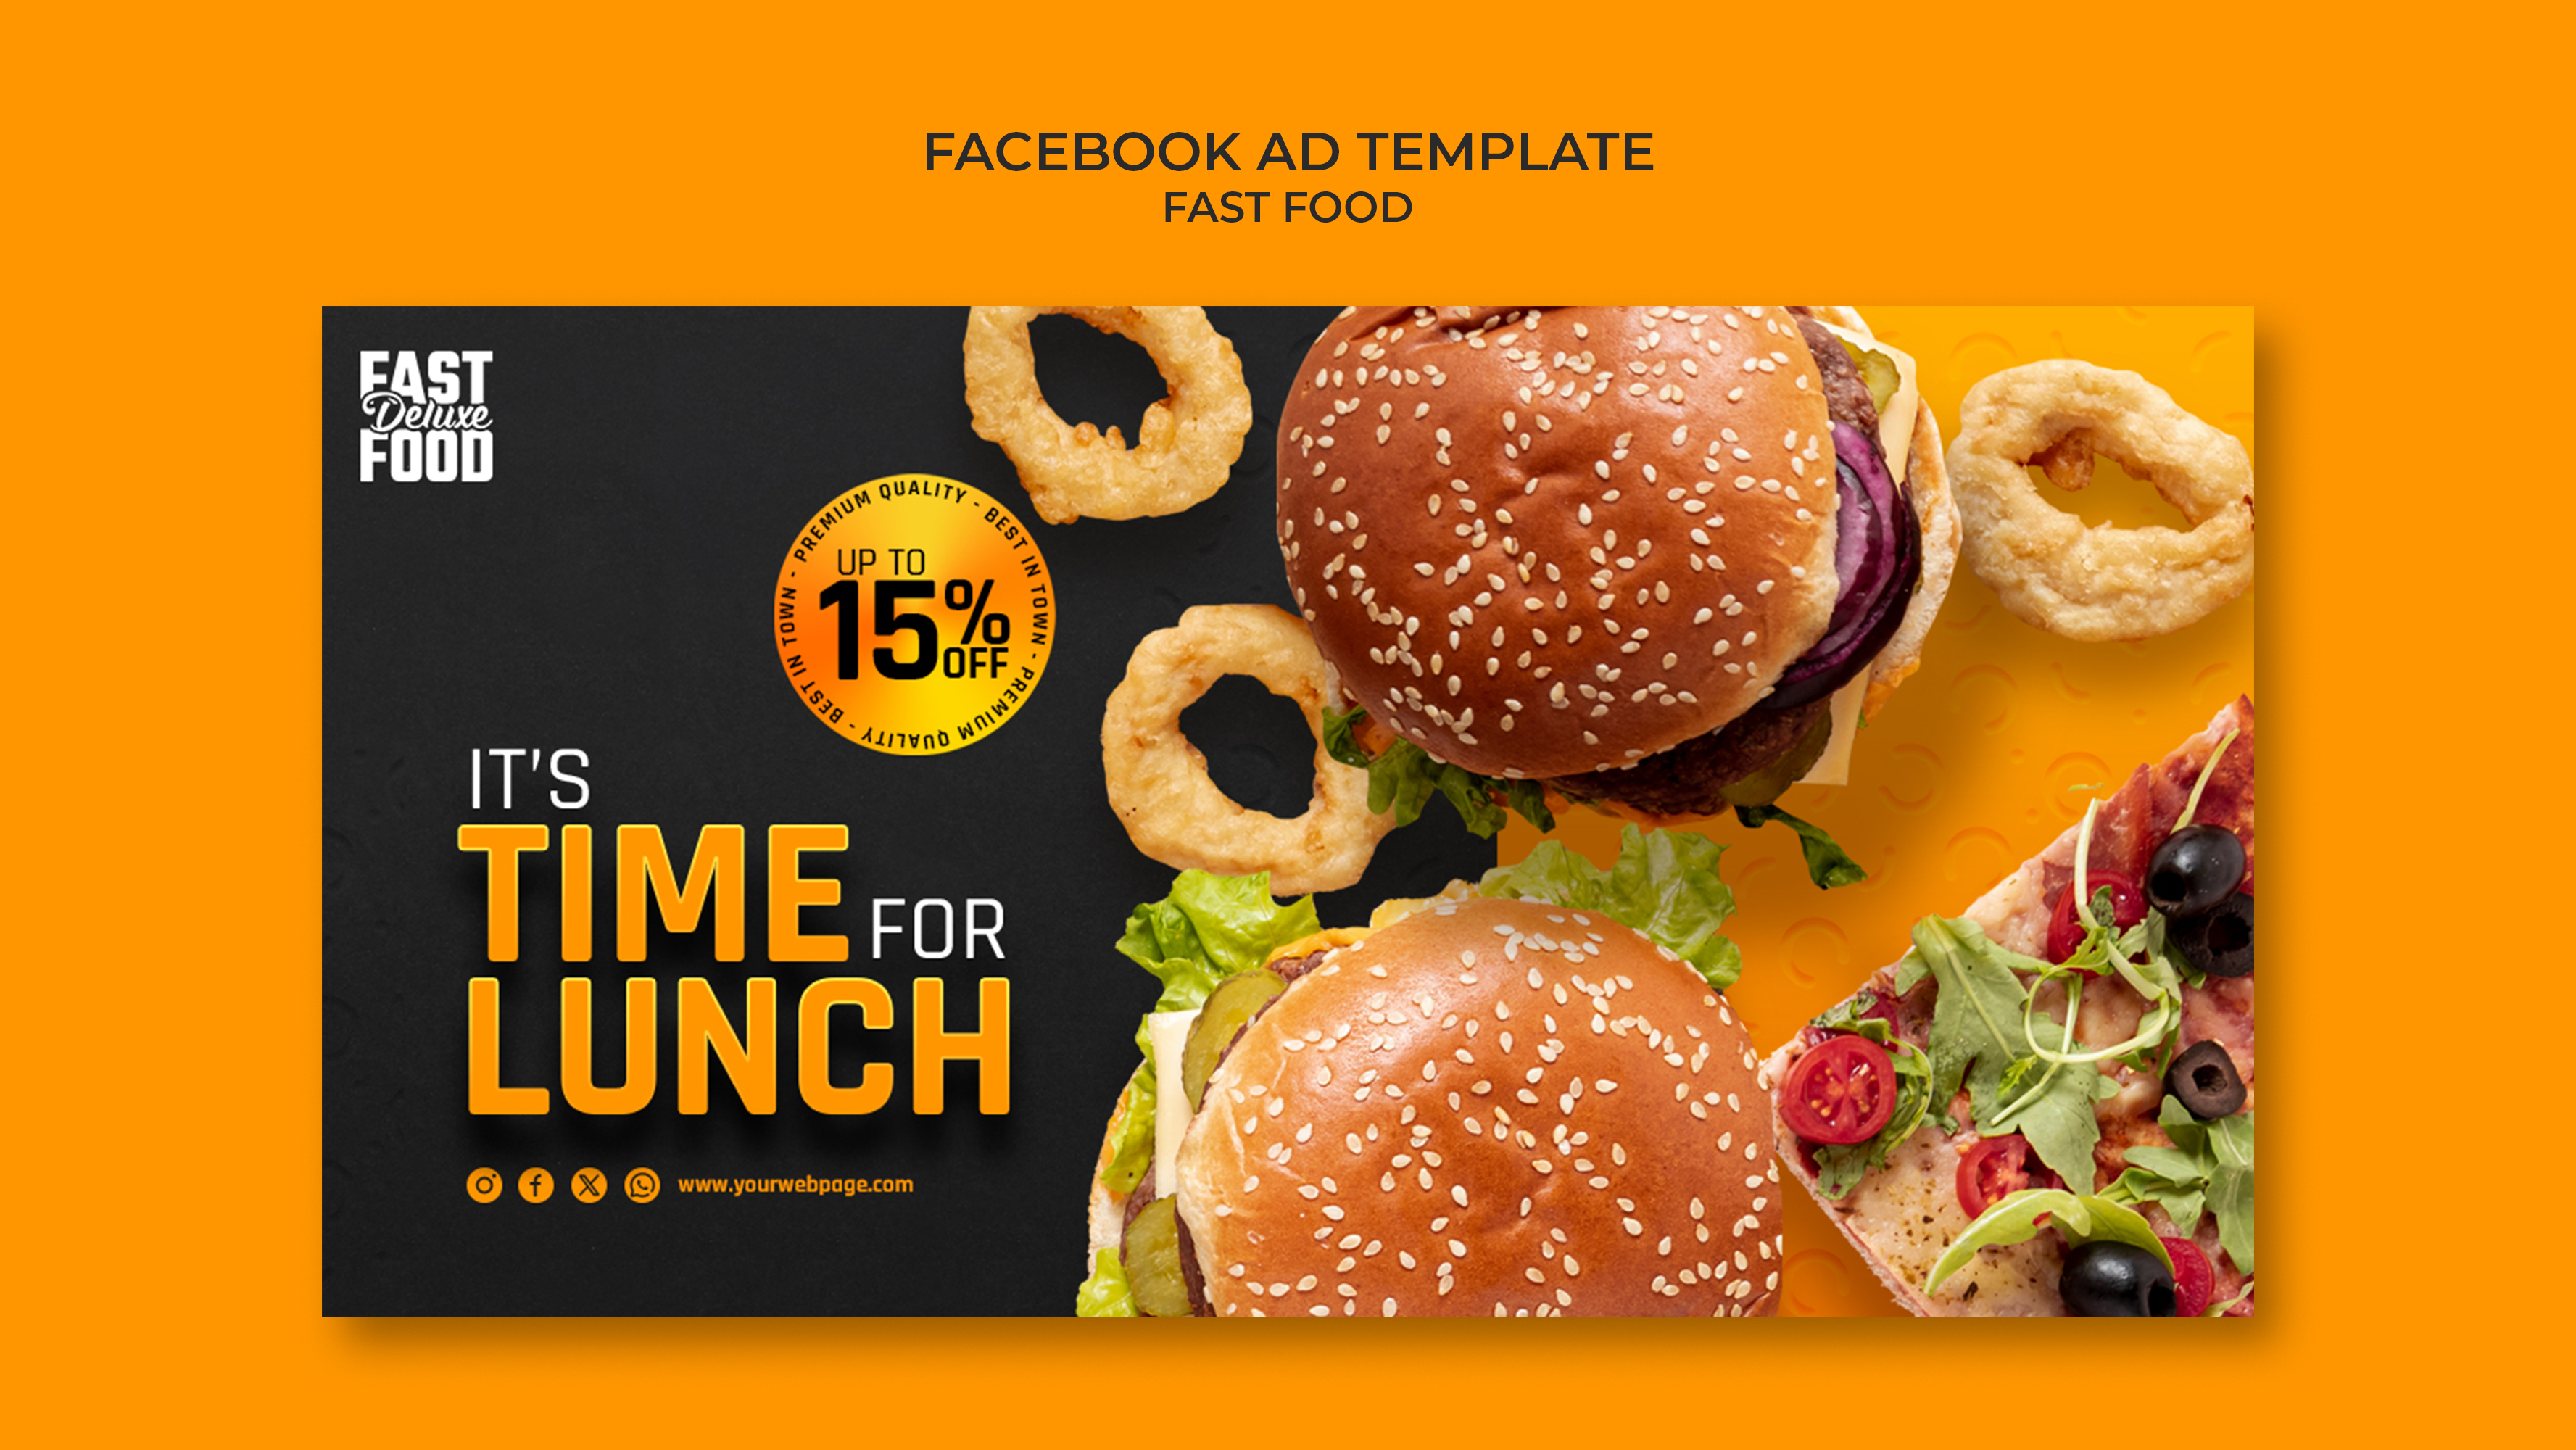 FACEBOOK AD TEMPLATE
FAST FOOD
FAST
Deluxe
FOOD
PREMIUM QUALITY - BEST IN TOWN - PREMIUM QUALITY - BEST IN TOWN -
UP TO
15%
OFF
IT'S
TIME FOR
LUNCH
www.yourwebpage.com